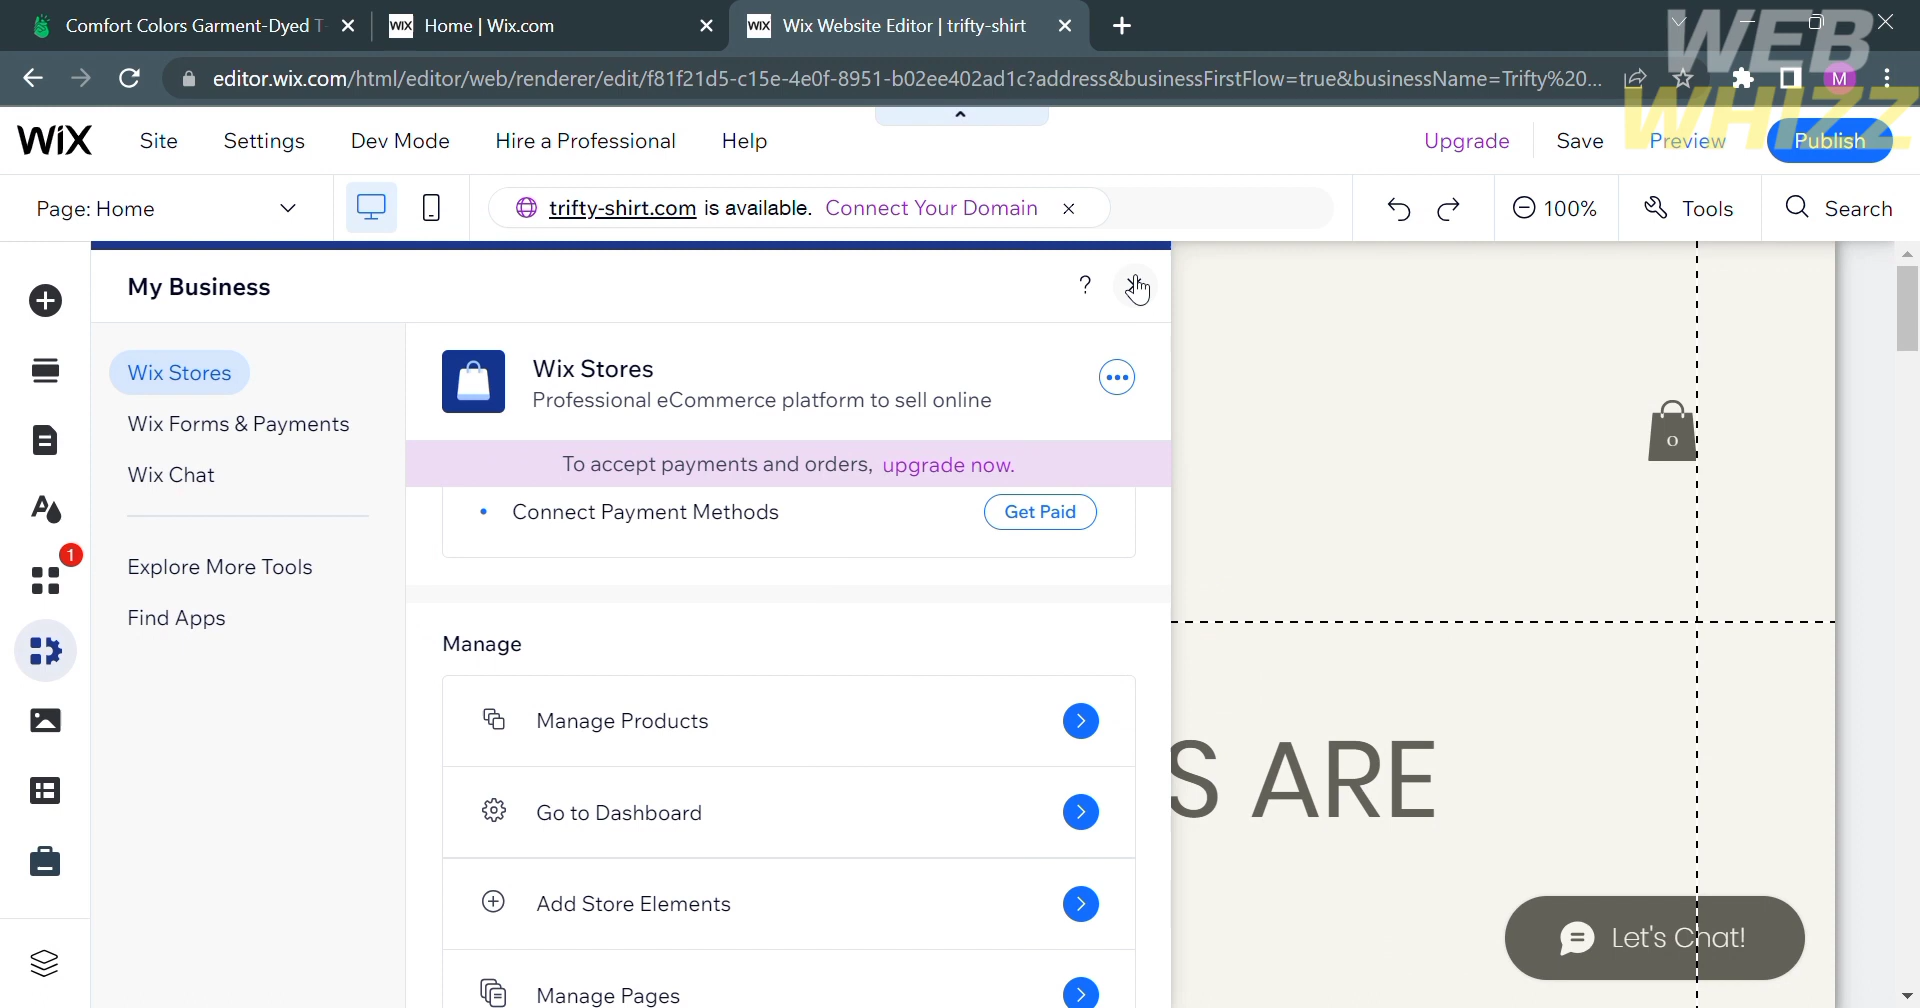 Comfort Colors Garment-Dyed T-
Home | Wix.com
Wix Website Editor | trifty-shirt
WEB
WHIZZ
editor.wix.com/html/editor/web/renderer/edit/f81f21d5-c15e-4e0f-8951-b02ee402ad1c?address&businessFirstFlow=true&businessName=Trifty%20...
M
WIX Site Settings Dev Mode Hire a Professional Help Upgrade Save Preview Publish
Page: Home
trifty-shirt.com is available. Connect Your Domain
100% Tools Search
My Business ?
Wix Stores
Wix Forms & Payments
Wix Chat
Explore More Tools
Find Apps
1
Wix Stores
Professional eCommerce platform to sell online
To accept payments and orders, upgrade now.
Connect Payment Methods Get Paid
Manage
Manage Products
Go to Dashboard
Add Store Elements
Manage Pages
0
S ARE
Let's Chat!